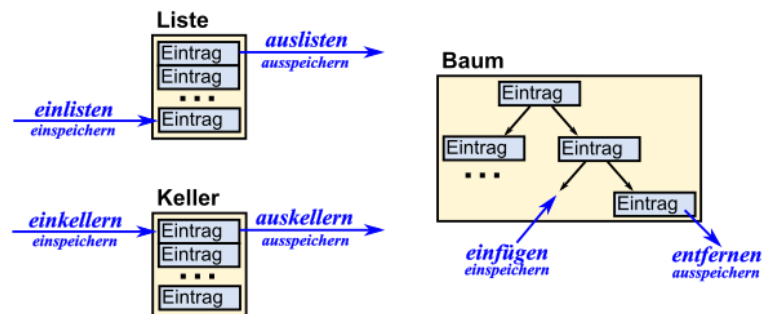 Liste
Eintrag
auslisten
ausspeichern
Eintrag
...
einlisten
einspeichern
Eintrag
Keller
einkellern
einspeichern
Eintrag
auskellern
ausspeichern
Eintrag
...
Eintrag
Baum
Eintrag
Eintrag
Eintrag
...
Eintrag
einfügen
einspeichern
entfernen
ausspeichern